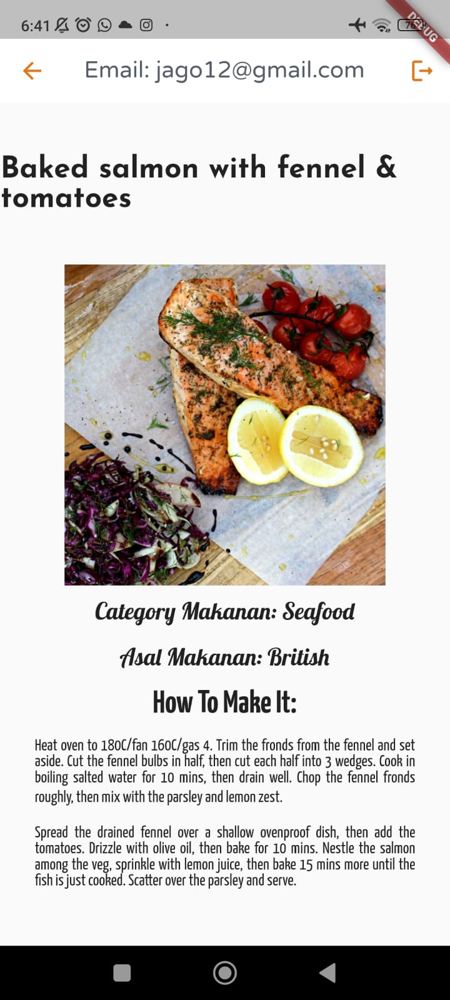 6:41
76
DEBUG
Email: jago12@gmail.com
Baked salmon with fennel &
tomatoes
Category Makanan: Seafood
Asal Makanan: British
How To Make It:
Heat oven to 180C/fan 160C/gas 4. Trim the fronds from the fennel and set
aside. Cut the fennel bulbs in half, then cut each half into 3 wedges. Cook in
boiling salted water for 10 mins, then drain well. Chop the fennel fronds
roughly, then mix with the parsley and lemon zest.
Spread the drained fennel over a shallow ovenproof dish, then add the
tomatoes. Drizzle with olive oil, then bake for 10 mins. Nestle the salmon
among the veg, sprinkle with lemon juice, then bake 15 mins more until the
fish is just cooked. Scatter over the parsley and serve.